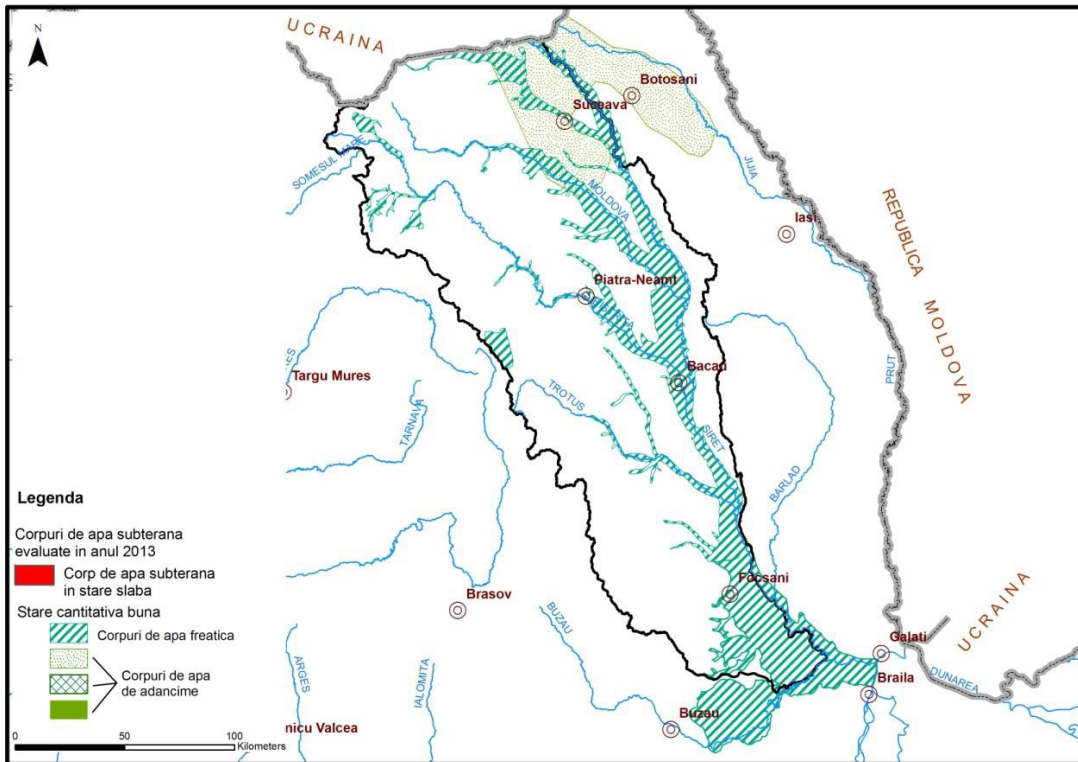 N
UCRAINA
Botosani
Suceava
SOMESUL MARE
MOLDOVA
JIJIA
Iasi
REPUBLICA MOLDOVA
Piatra-Neamt
Targu Mures
Bacau
TROTUS
TARNAVA
SIRET
PRUT
BARLAD
Legenda
Corpuri de apa subterana
evaluate in anul 2013
Corp de apa subterana
in stare slaba
Stare cantitativa buna
Corpuri de apa freatica
Corpuri de apa
de adancime
Brasov
Focsani
BUZAU
UCRAINA
Galati
DUNAREA
Braila
ARGES
IALOMITA
Buzau
nicu Valcea
0 50 100
Kilometers